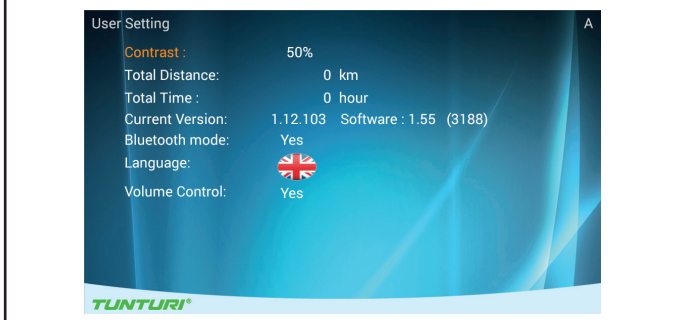 User Setting A
Contrast : 50%
Total Distance: 0 km
Total Time : 0 hour
Current Version: 1.12.103 Software : 1.55 (3188)
Bluetooth mode: Yes
Language:
Volume Control: Yes
TUNTURI®